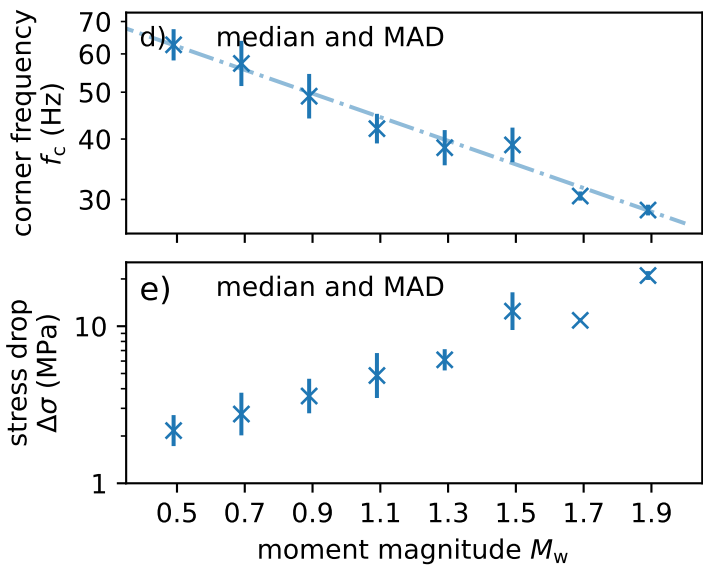 70
60
50
40
30
corner frequency
f_c (Hz)
d)
median and MAD
10
1
stress drop
Δσ (MPa)
e)
median and MAD
0.5 0.7 0.9 1.1 1.3 1.5 1.7 1.9
moment magnitude M_w